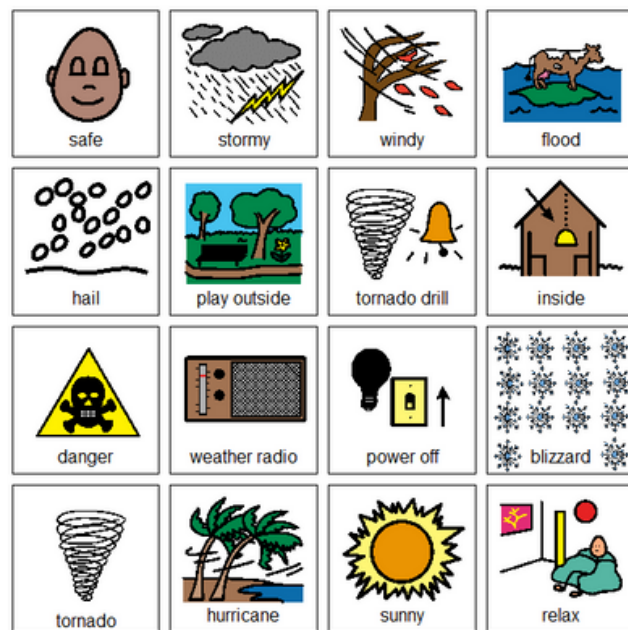 safe
stormy
windy
flood
hail
play outside
tornado drill
inside
danger
weather radio
power off
blizzard
tornado
hurricane
sunny
relax